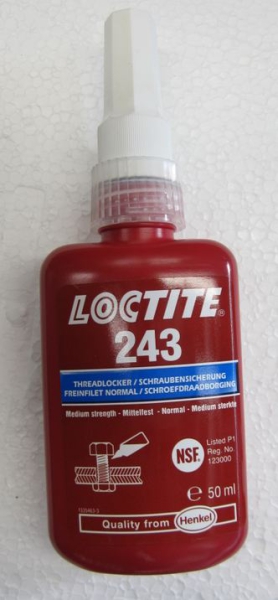 LOCTITE®
243
THREADLOCKER / SCHRAUBENSICHERUNG
FREINFILET NORMAL / SCHROEFDRAADBORGING
Medium strength - Mittelfest - Normal - Medium sterkte
NSF®
Listed P1
Reg. No.
123000
e 50 ml
Quality from Henkel